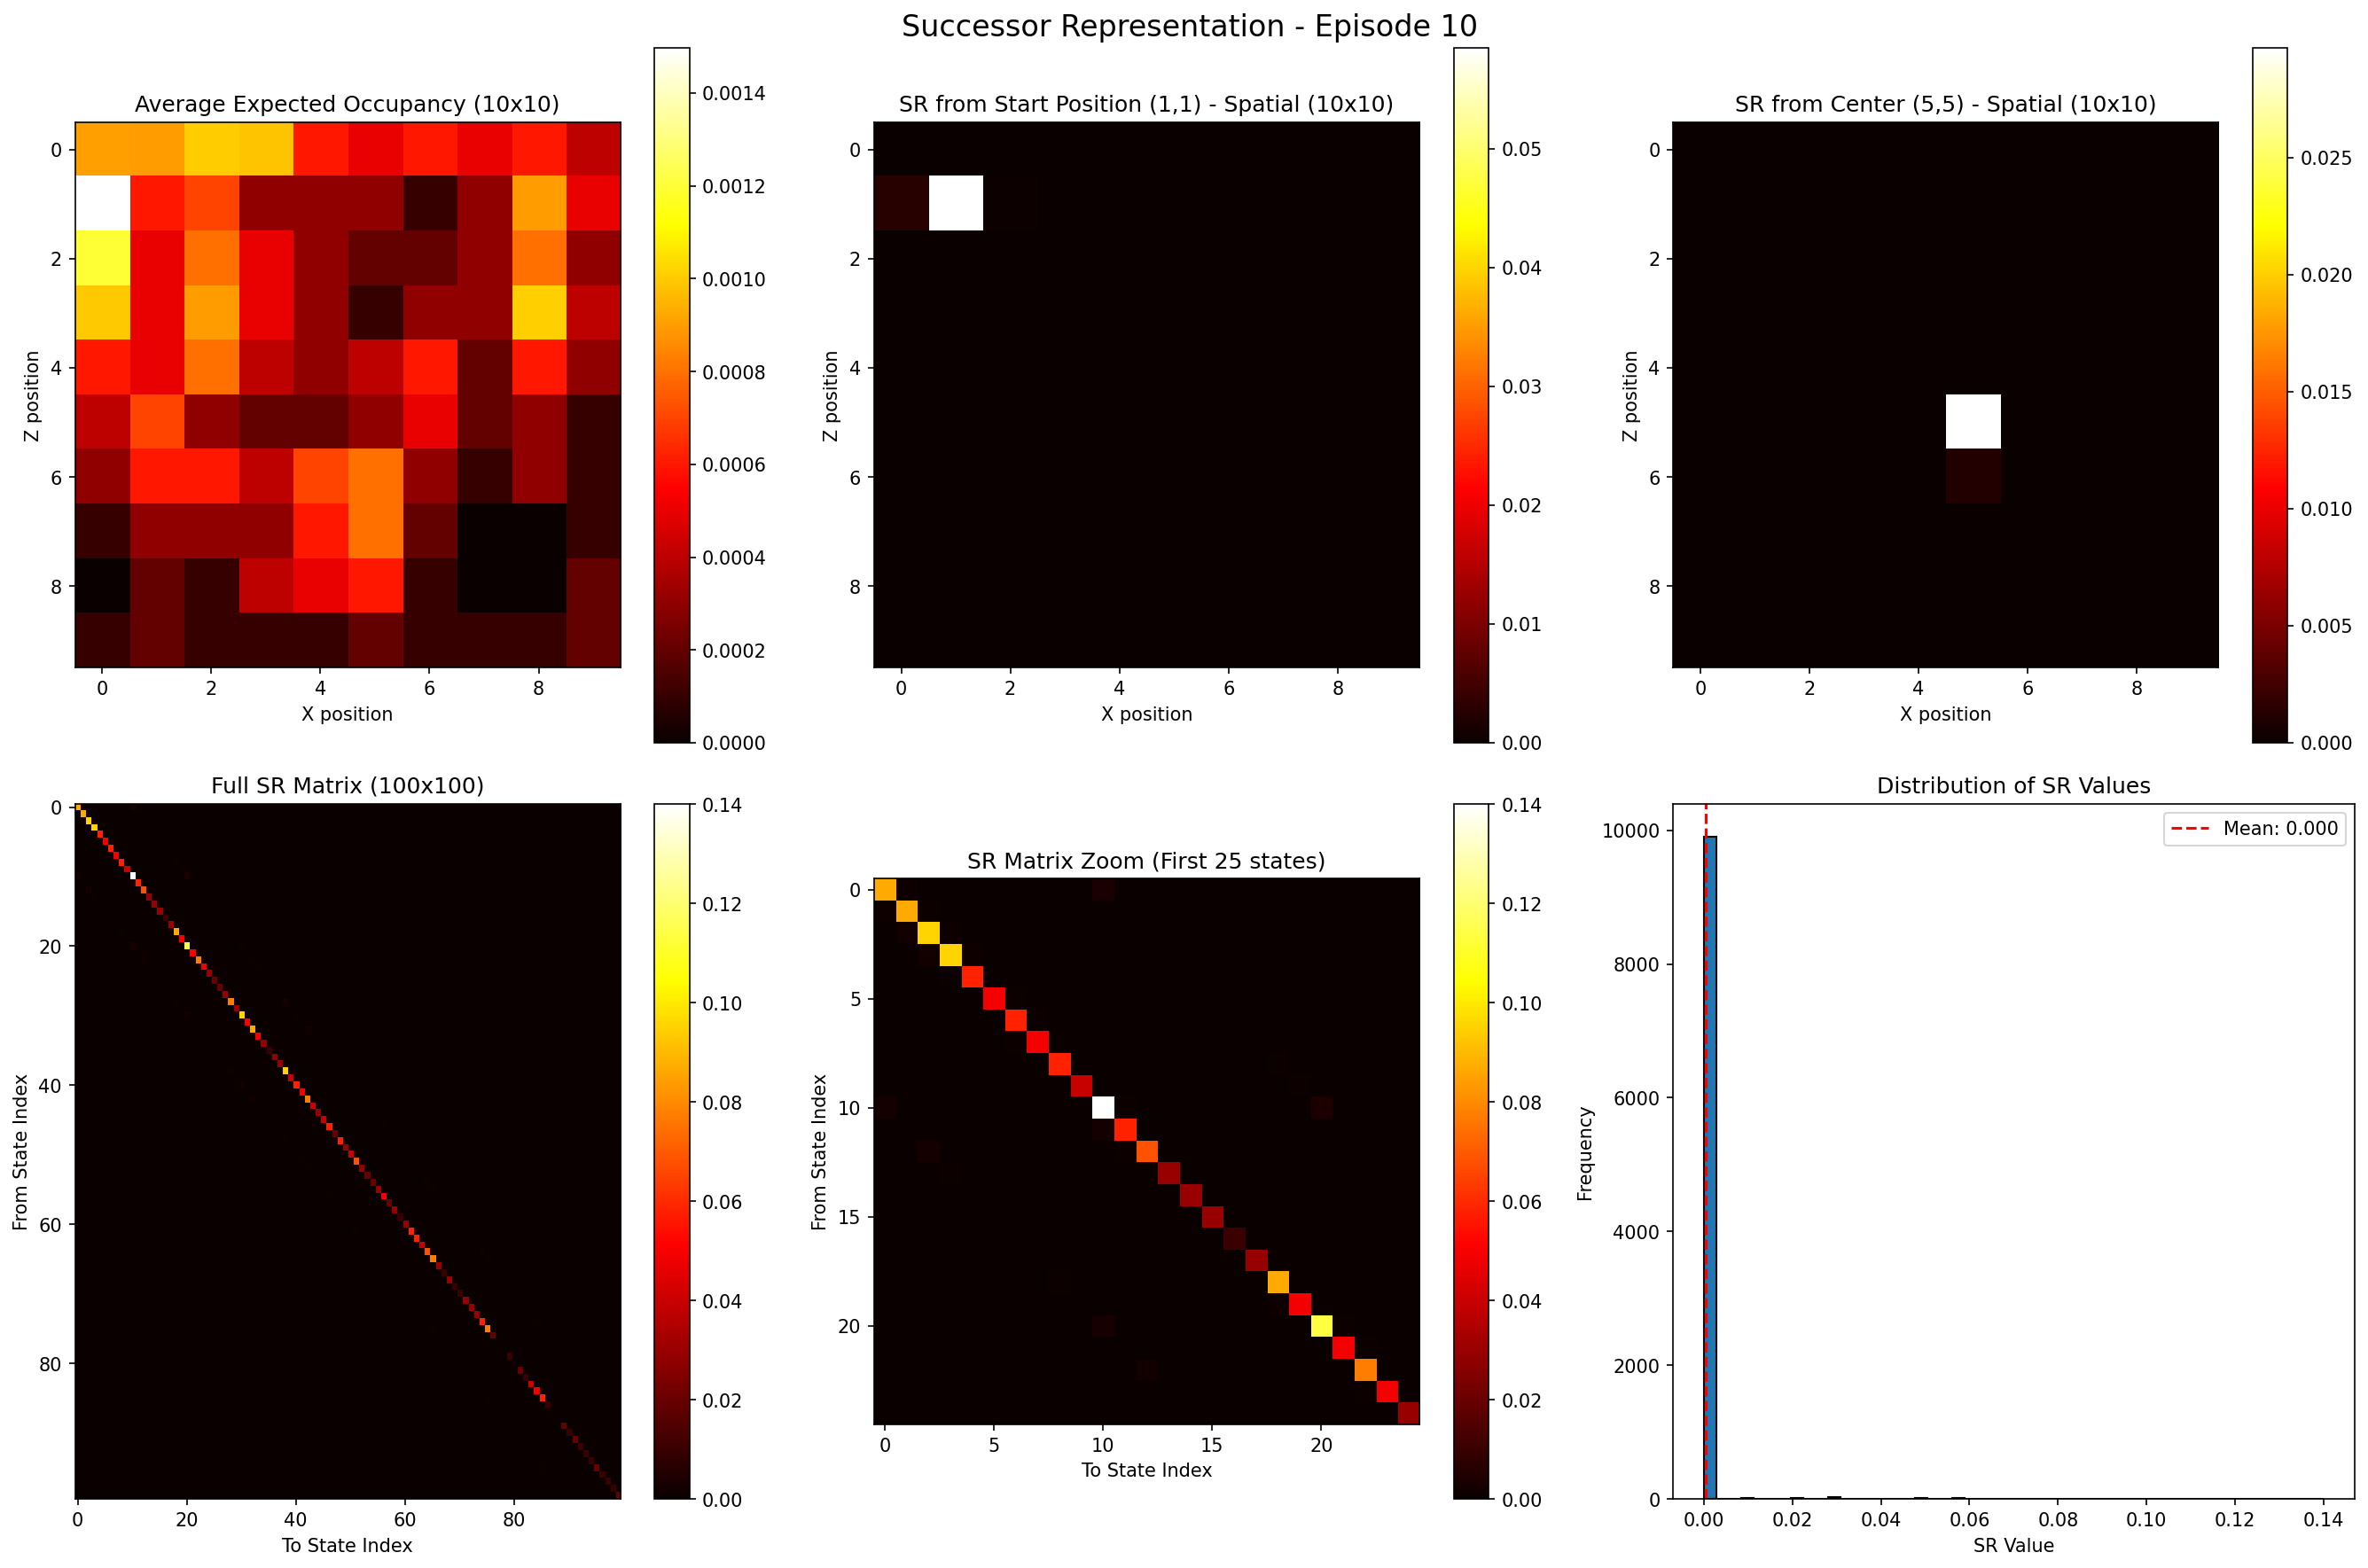 Successor Representation - Episode 10
Average Expected Occupancy (10x10)
0
2
4
6
8
Z position
0 2 4 6 8
X position
0.0014
0.0012
0.0010
0.0008
0.0006
0.0004
0.0002
0.0000
SR from Start Position (1,1) - Spatial (10x10)
0
2
4
6
8
Z position
0 2 4 6 8
X position
0.05
0.04
0.03
0.02
0.01
0.00
SR from Center (5,5) - Spatial (10x10)
0
2
4
6
8
Z position
0 2 4 6 8
X position
0.025
0.020
0.015
0.010
0.005
0.000
Full SR Matrix (100x100)
0
20
40
60
80
From State Index
0 20 40 60 80
To State Index
0.14
0.12
0.10
0.08
0.06
0.04
0.02
0.00
SR Matrix Zoom (First 25 states)
0
5
10
15
20
From State Index
0 5 10 15 20
To State Index
0.14
0.12
0.10
0.08
0.06
0.04
0.02
0.00
Distribution of SR Values
Mean: 0.000
10000
8000
6000
4000
2000
0
Frequency
0.00 0.02 0.04 0.06 0.08 0.10 0.12 0.14
SR Value